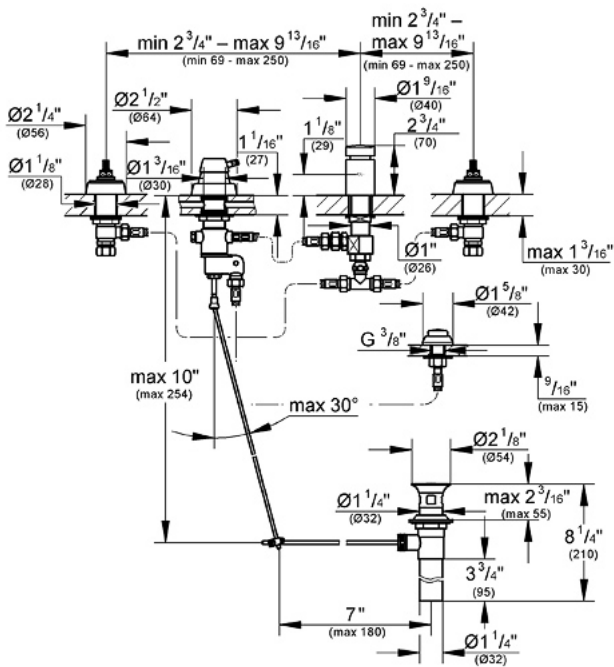 min 2 3/4" –
max 9 13/16"
(min 69 - max 250)
min 2 3/4" – max 9 13/16"
(min 69 - max 250)
Ø2 1/4"
(Ø56)
Ø2 1/2"
(Ø64)
Ø1 9/16"
(Ø40)
1 1/16"
(27)
1 1/8"
(29)
2 3/4"
(70)
Ø1 1/8"
(Ø28)
Ø1 3/16"
(Ø30)
Ø1"
(Ø26)
max 1 3/16"
(max 30)
Ø1 5/8"
(Ø42)
G 3/8"
9/16"
(max 15)
max 10"
(max 254)
max 30°
Ø2 1/8"
(Ø54)
Ø1 1/4"
(Ø32)
max 2 3/16"
(max 55)
8 1/4"
(210)
3 3/4"
(95)
7"
(max 180)
Ø1 1/4"
(Ø32)